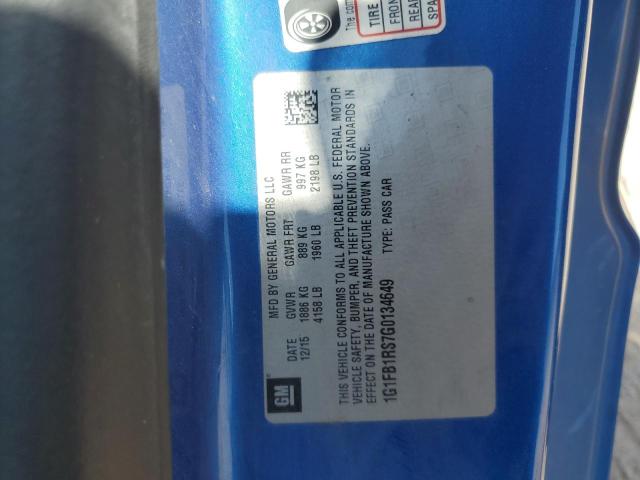 The com
TIRE
FRON
REAR
SPA
MFD BY GENERAL MOTORS LLC
DATE GVWR GAWR FRT GAWR RR
12/15 1886 KG 889 KG 997 KG
4158 LB 1960 LB 2198 LB
THIS VEHICLE CONFORMS TO ALL APPLICABLE U.S. FEDERAL MOTOR
VEHICLE SAFETY, BUMPER, AND THEFT PREVENTION STANDARDS IN
EFFECT ON THE DATE OF MANUFACTURE SHOWN ABOVE.
1G1FB1RS7G0134649 TYPE: PASS CAR
GM